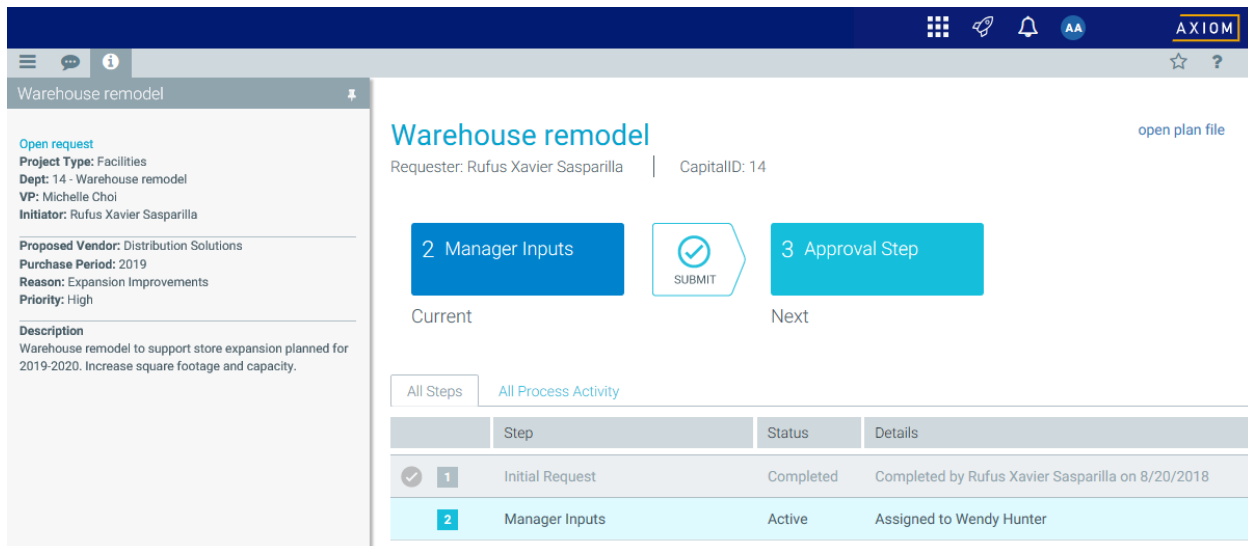 AA
AXIOM
?
Warehouse remodel
Open request
Project Type: Facilities
Dept: 14 - Warehouse remodel
VP: Michelle Choi
Initiator: Rufus Xavier Sasparilla
Proposed Vendor: Distribution Solutions
Purchase Period: 2019
Reason: Expansion Improvements
Priority: High
Description
Warehouse remodel to support store expansion planned for
2019-2020. Increase square footage and capacity.
Warehouse remodel
open plan file
Requester: Rufus Xavier Sasparilla CapitalID: 14
2 Manager Inputs
SUBMIT
3 Approval Step
Current
Next
All Steps All Process Activity
Step Status Details
1 Initial Request Completed Completed by Rufus Xavier Sasparilla on 8/20/2018
2 Manager Inputs Active Assigned to Wendy Hunter